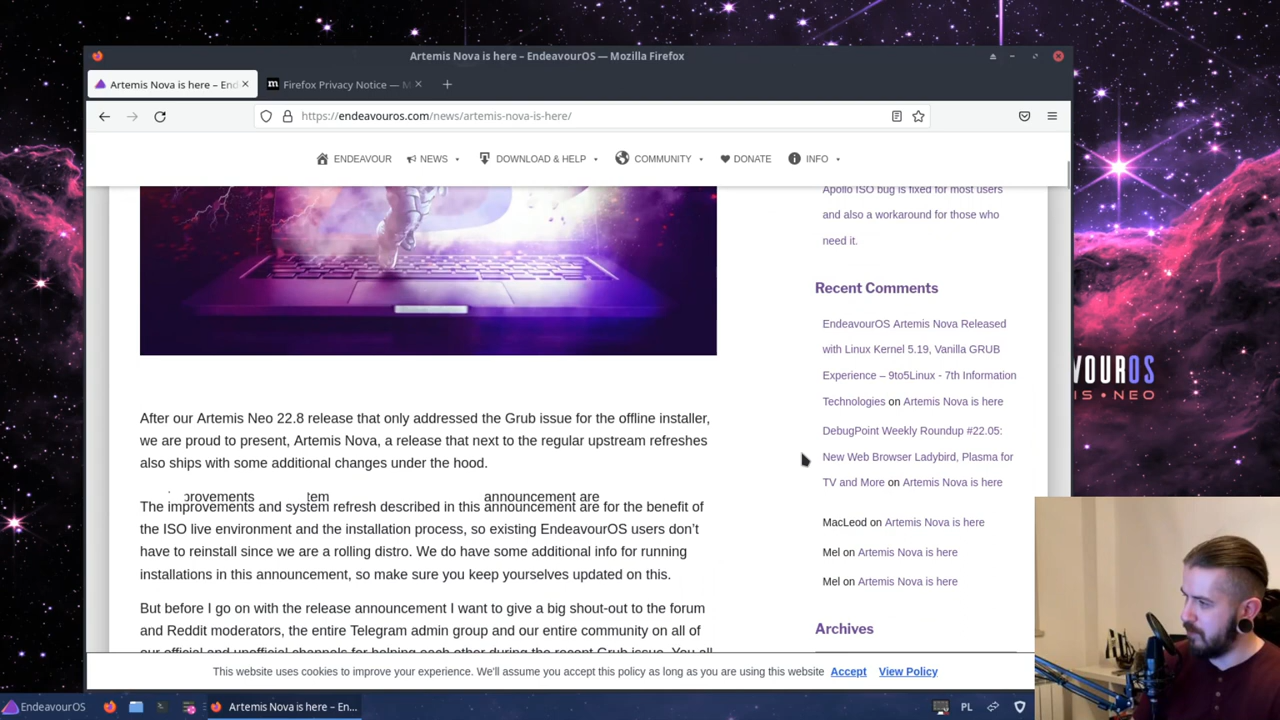 Artemis Nova is here – EndeavourOS — Mozilla Firefox
Artemis Nova is here – End
Firefox Privacy Notice — M
https://endeavouros.com/news/artemis-nova-is-here/
ENDEAVOUR NEWS DOWNLOAD & HELP COMMUNITY DONATE INFO
After our Artemis Neo 22.8 release that only addressed the Grub issue for the offline installer,
we are proud to present, Artemis Nova, a release that next to the regular upstream refreshes
also ships with some additional changes under the hood.
provements tem announcement are
The improvements and system refresh described in this announcement are for the benefit of
the ISO live environment and the installation process, so existing EndeavourOS users don't
have to reinstall since we are a rolling distro. We do have some additional info for running
installations in this announcement, so make sure you keep yourselves updated on this.
But before I go on with the release announcement I want to give a big shout-out to the forum
and Reddit moderators, the entire Telegram admin group and our entire community on all of
our official and unofficial channels for helping each other during the recent Grub issue. You all
Apollo ISO bug is fixed for most users
and also a workaround for those who
need it.
Recent Comments
EndeavourOS Artemis Nova Released
with Linux Kernel 5.19, Vanilla GRUB
Experience – 9to5Linux - 7th Information
Technologies on Artemis Nova is here
DebugPoint Weekly Roundup #22.05:
New Web Browser Ladybird, Plasma for
TV and More on Artemis Nova is here
MacLeod on Artemis Nova is here
Mel on Artemis Nova is here
Mel on Artemis Nova is here
Archives
This website uses cookies to improve your experience. We'll assume you accept this policy as long as you are using this website Accept View Policy
VOUROS
IS • NEO
EndeavourOS
Artemis Nova is here – En...
PL